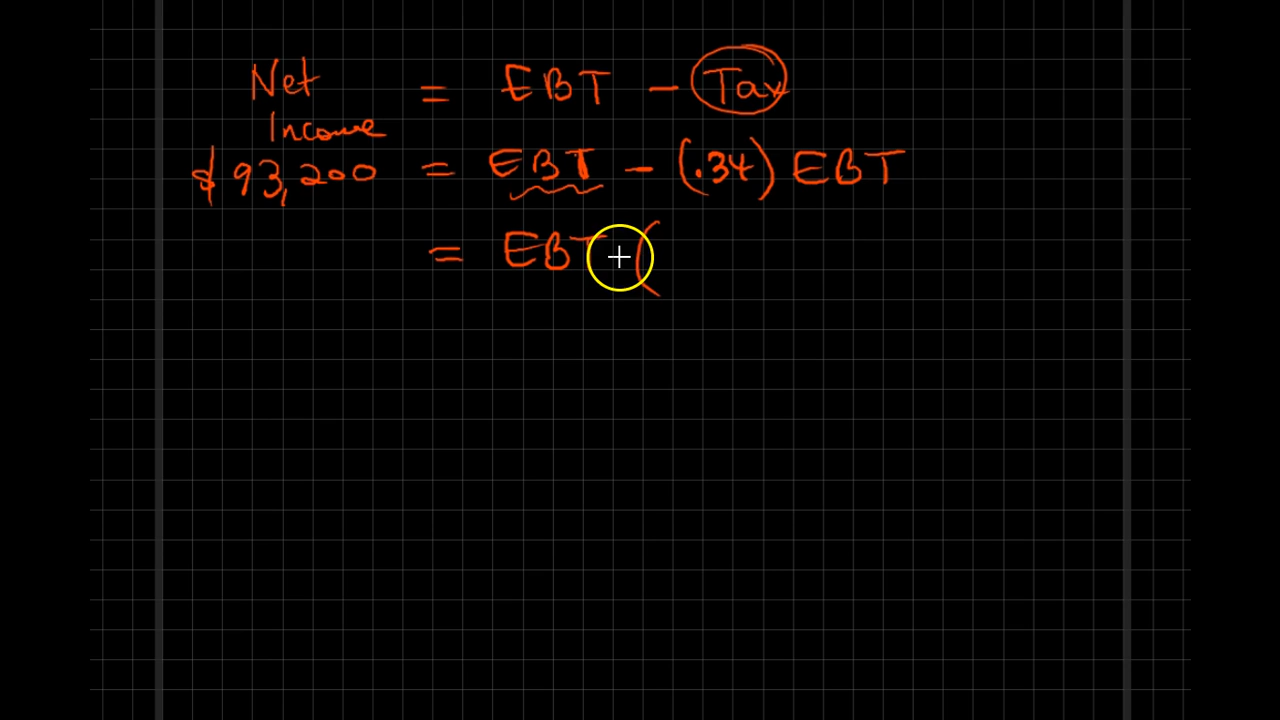 Net = EBT - Tax
Income
$93,200 = EBT - (.34) EBT
= EBT (